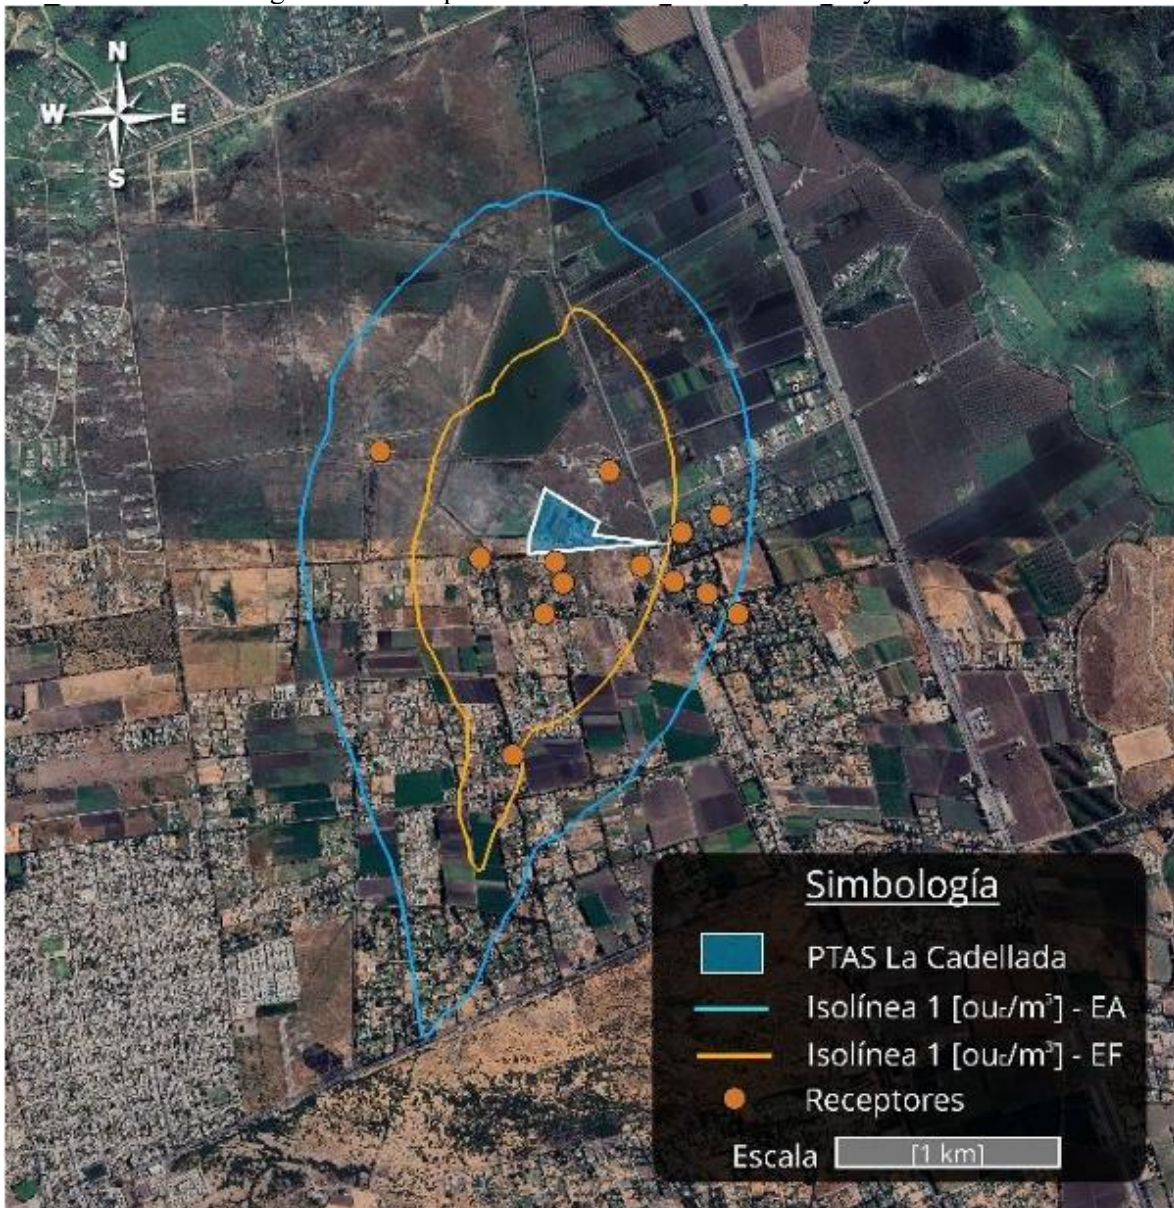 N
W E
S
Simbología
PTAS La Cadellada
Isolínea 1 [ouE/m³] - EA
Isolínea 1 [ouE/m³] - EF
Receptores
Escala [1 km]